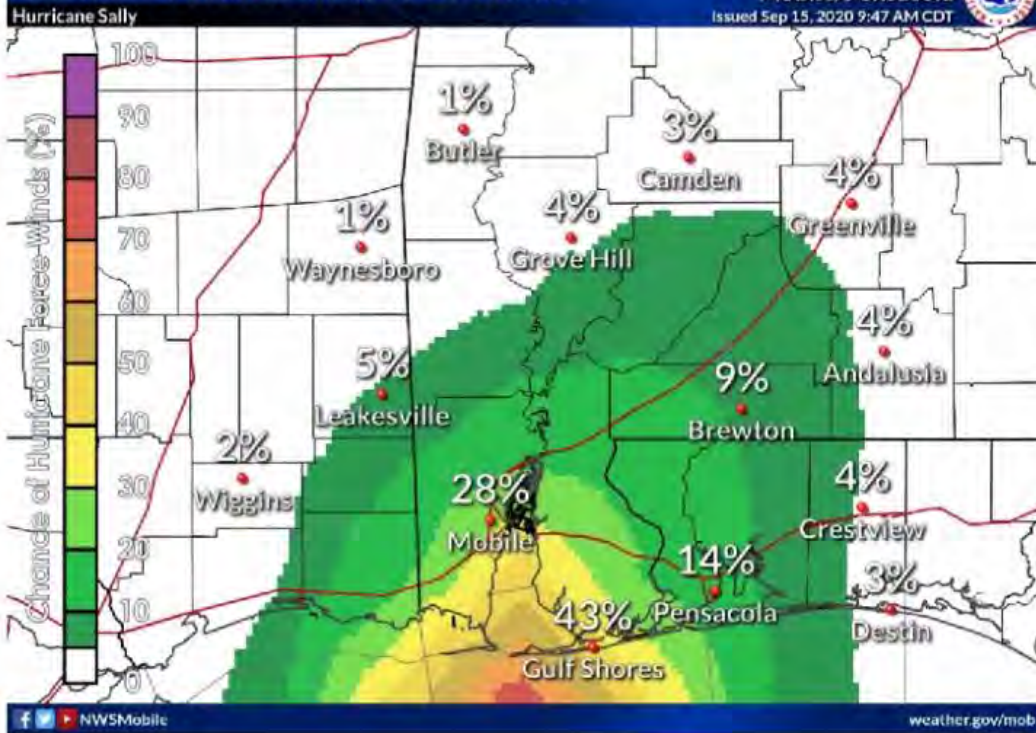 Hurricane Sally
Issued Sep 15, 2020 9:47 AM CDT
Chance of Hurricane Force Winds (%)
100
90
80
70
60
50
40
30
20
10
0
1%
Butler
3%
Camden
4%
Greenville
1%
Waynesboro
4%
Grove Hill
4%
Andalusia
5%
Leakesville
9%
Brewton
2%
Wiggins
28%
Mobile
4%
Crestview
14%
Pensacola
3%
Destin
43%
Gulf Shores
NWSMobile
weather.gov/mob